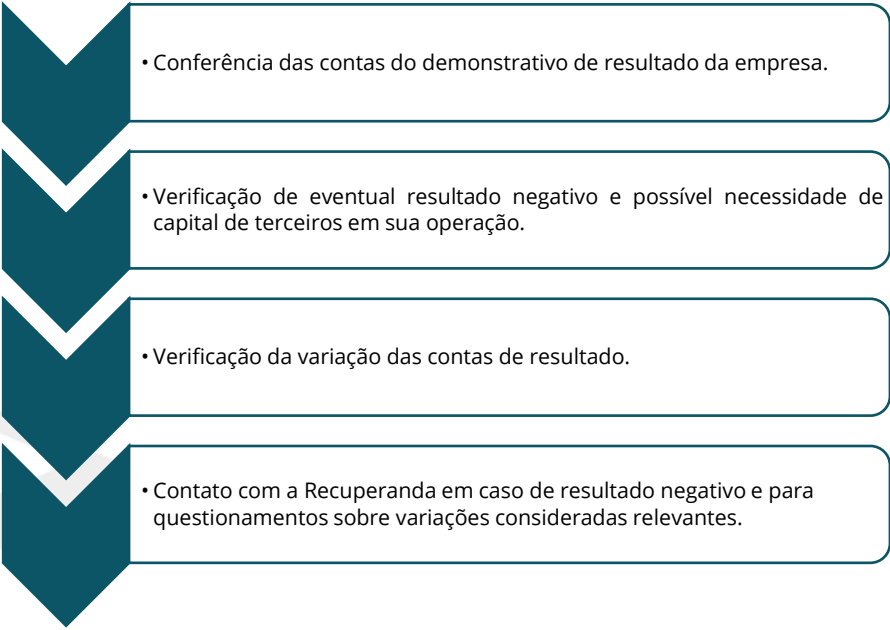 • Conferência das contas do demonstrativo de resultado da empresa.
• Verificação de eventual resultado negativo e possível necessidade de
capital de terceiros em sua operação.
• Verificação da variação das contas de resultado.
• Contato com a Recuperanda em caso de resultado negativo e para
questionamentos sobre variações consideradas relevantes.